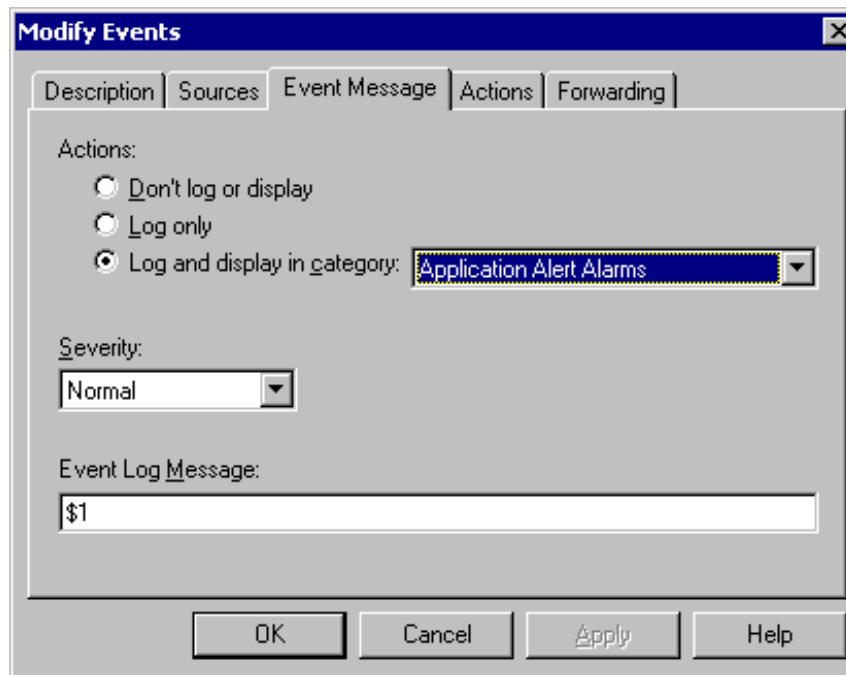 Modify Events
Description Sources Event Message Actions Forwarding
Actions:
Don't log or display
Log only
Log and display in category: Application Alert Alarms
Severity:
Normal
Event Log Message:
$1
OK Cancel Apply Help